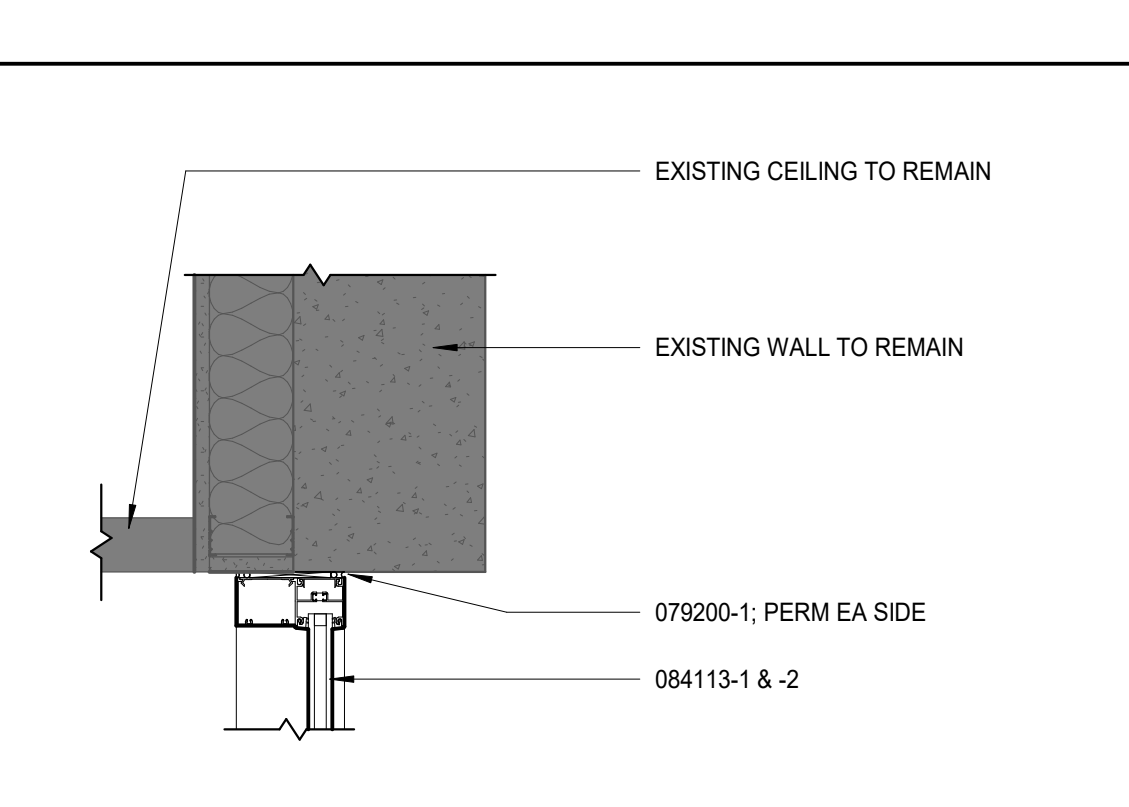 EXISTING CEILING TO REMAIN
EXISTING WALL TO REMAIN
079200-1; PERM EA SIDE
084113-1 & -2